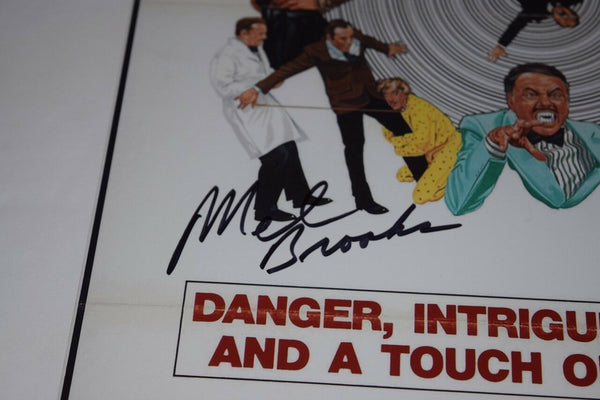 Mel
Brooks
DANGER, INTRIGU
AND A TOUCH O